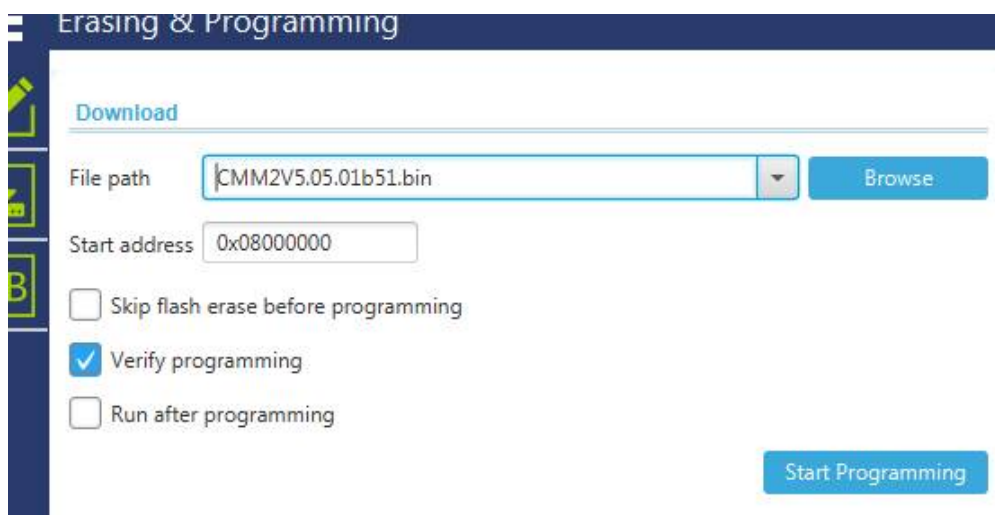 Erasing & Programming
Download
File path CMM2V5.05.01b51.bin Browse
Start address 0x08000000
B
Skip flash erase before programming
Verify programming
Run after programming
Start Programming